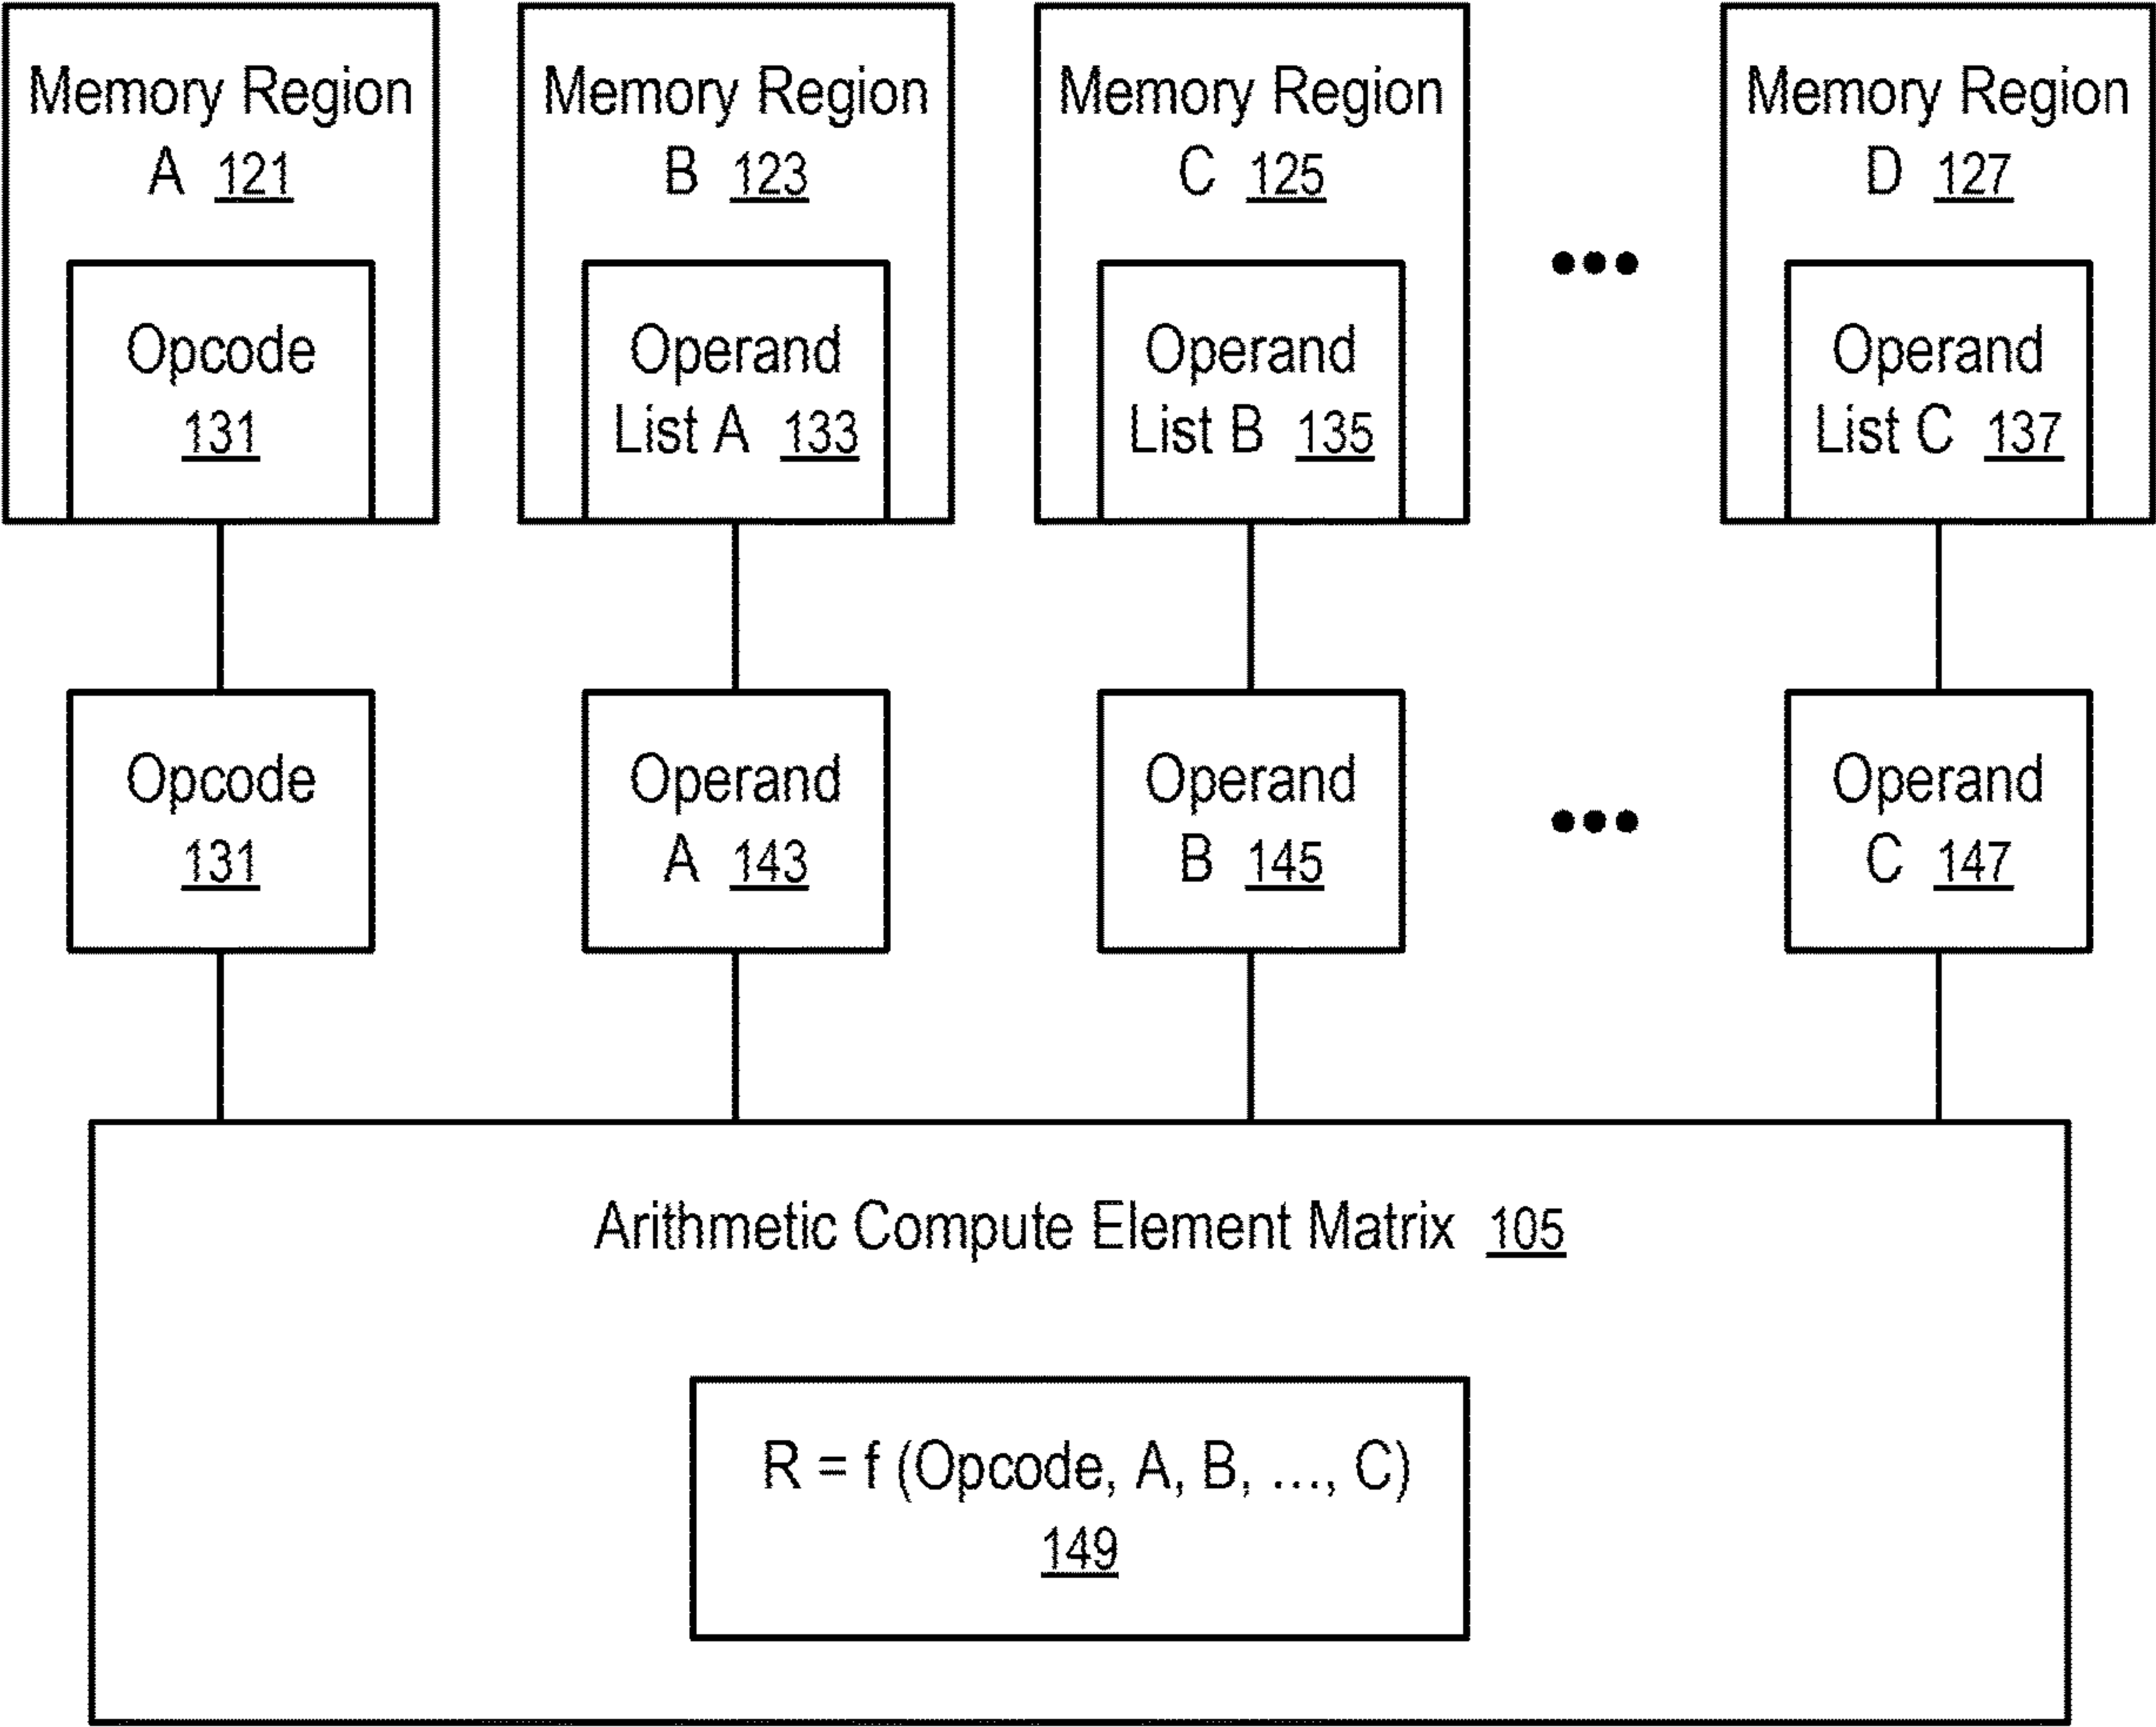 Memory Region
A 121
Memory Region
B 123
Memory Region
C 125
Memory Region
D 127
Opcode
131
Operand
List A 133
Operand
List B 135
•••
Operand
List C 137
Opcode
131
Operand
A 143
Operand
B 145
•••
Operand
C 147
Arithmetic Compute Element Matrix 105
R = f (Opcode, A, B, ..., C)
149